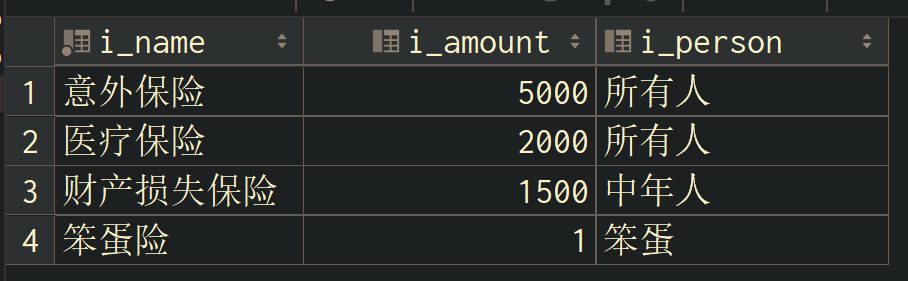 i_name i_amount i_person
1 意外保险 5000 所有人
2 医疗保险 2000 所有人
3 财产损失保险 1500 中年人
4 笨蛋险 1 笨蛋